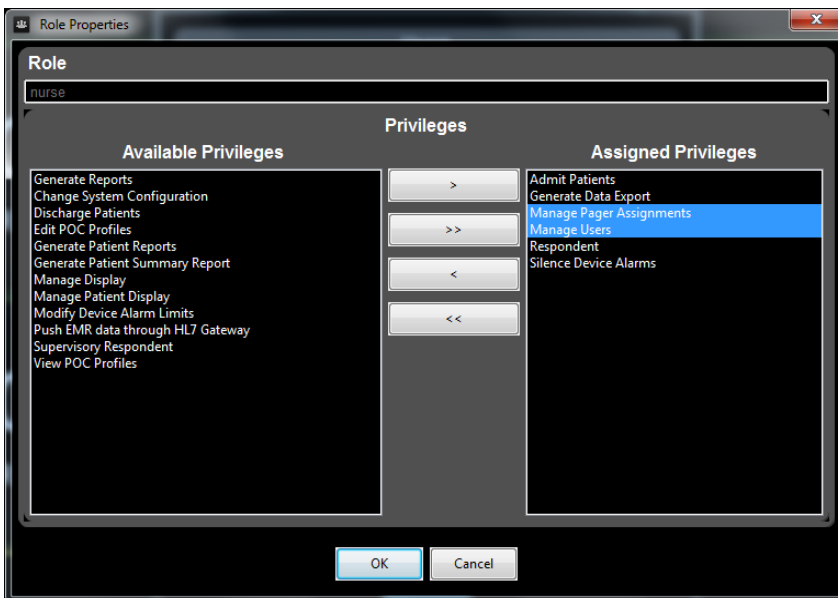 Role Properties
Role
nurse
Privileges
Available Privileges
Assigned Privileges
Generate Reports
Change System Configuration
Discharge Patients
Edit POC Profiles
Generate Patient Reports
Generate Patient Summary Report
Manage Display
Manage Patient Display
Modify Device Alarm Limits
Push EMR data through HL7 Gateway
Supervisory Respondent
View POC Profiles
>
>>
<
<<
Admit Patients
Generate Data Export
Manage Pager Assignments
Manage Users
Respondent
Silence Device Alarms
OK
Cancel